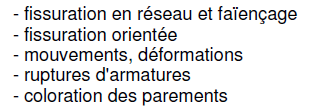 - fissuration en réseau et faïençage
- fissuration orientée
- mouvements, déformations
- ruptures d'armatures
- coloration des parements